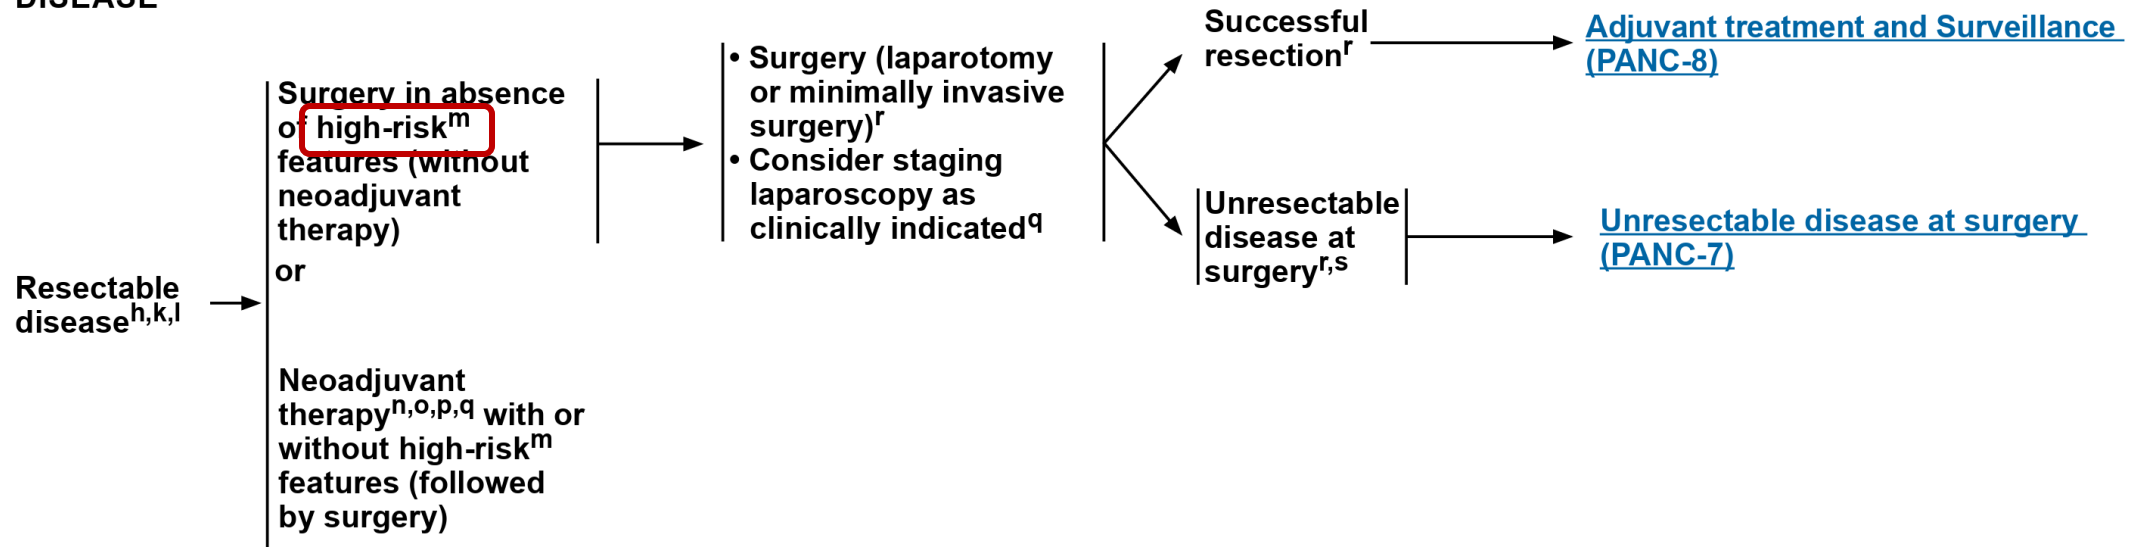 DISEASE
Resectable
disease^h,k,l
Surgery in absence
of high-risk^m
features (without
neoadjuvant
therapy)
or
Neoadjuvant
therapy^n,o,p,q with or
without high-risk^m
features (followed
by surgery)
• Surgery (laparotomy
or minimally invasive
surgery)^r
• Consider staging
laparoscopy as
clinically indicated^q
Successful
resection^r
Adjuvant treatment and Surveillance
(PANC-8)
Unresectable
disease at
surgery^r,s
Unresectable disease at surgery
(PANC-7)